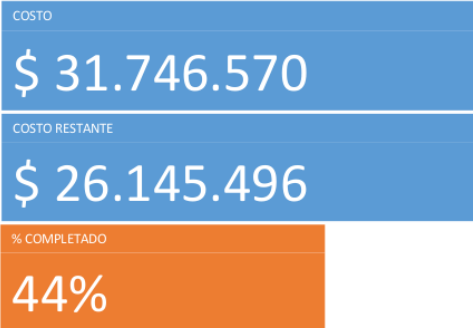 COSTO
$ 31.746.570
COSTO RESTANTE
$ 26.145.496
% COMPLETADO
44%